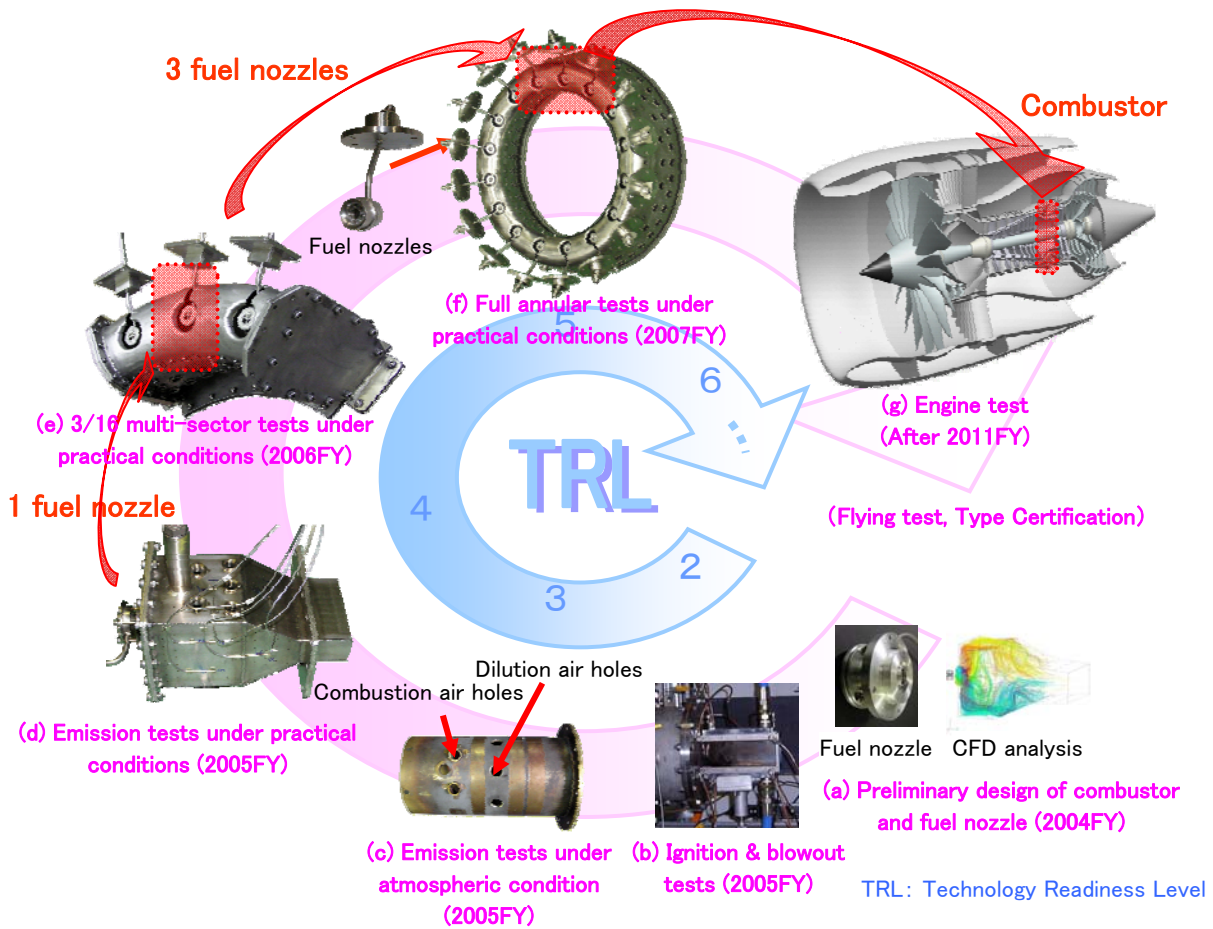 3 fuel nozzles
Combustor
Fuel nozzles
(f) Full annular tests under
practical conditions (2007FY)
5
6
(g) Engine test
(After 2011FY)
(e) 3/16 multi-sector tests under
practical conditions (2006FY)
TRL
1 fuel nozzle
4
(Flying test, Type Certification)
2
3
Dilution air holes
Combustion air holes
(d) Emission tests under practical
conditions (2005FY)
Fuel nozzle
CFD analysis
(a) Preliminary design of combustor
and fuel nozzle (2004FY)
(c) Emission tests under
atmospheric condition
(2005FY)
(b) Ignition & blowout
tests (2005FY)
TRL: Technology Readiness Level